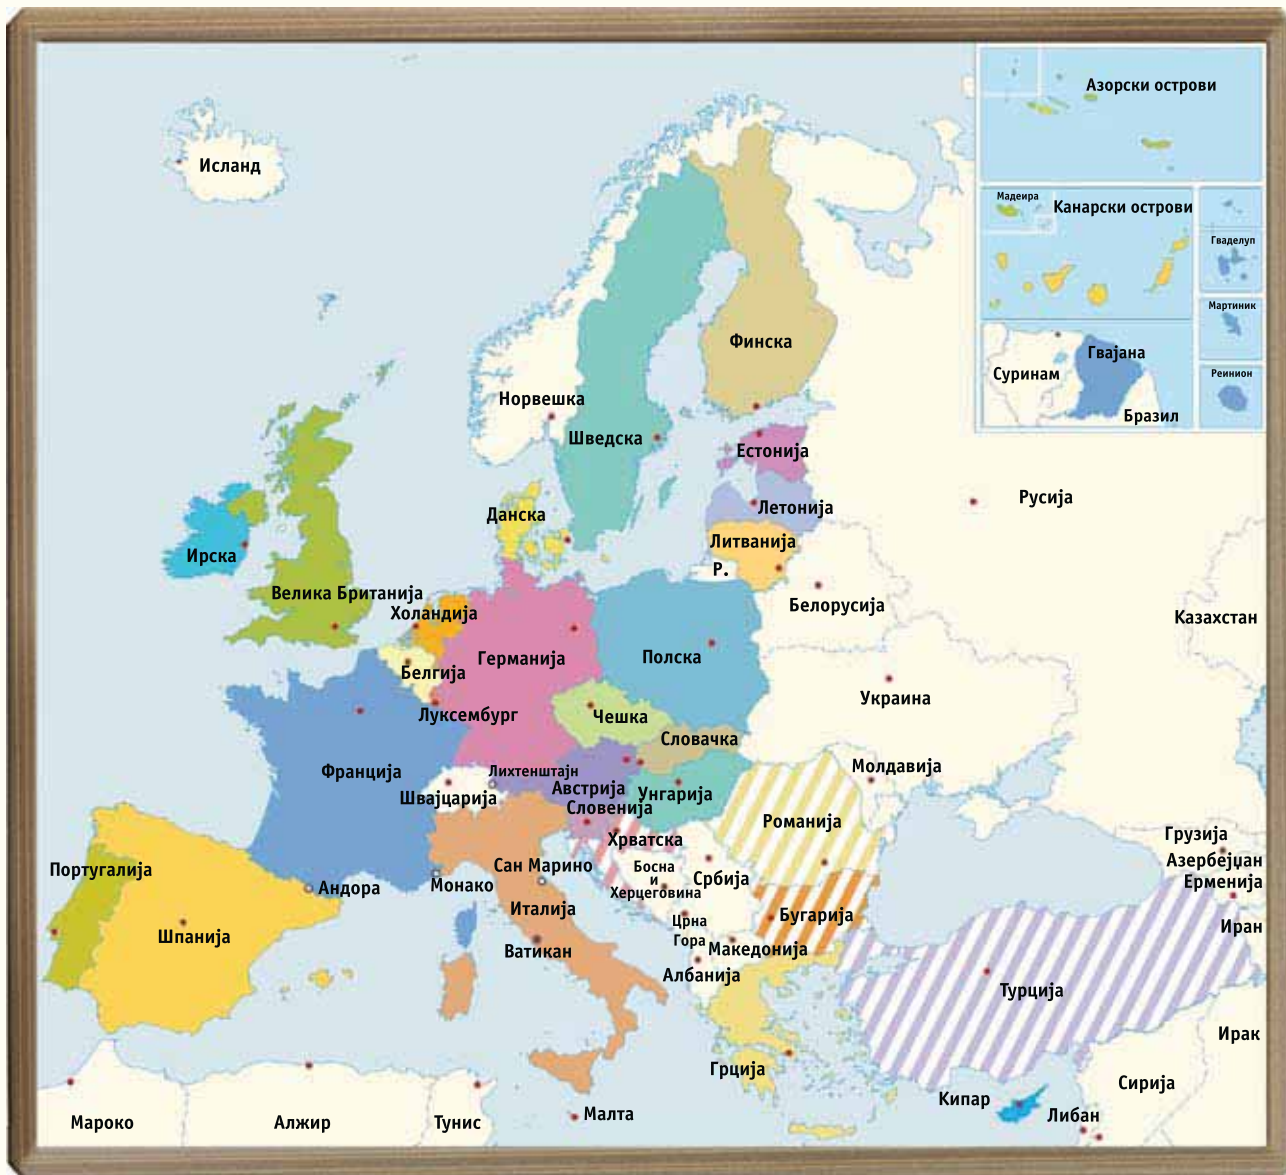 Азорски острови
Исланд
Мадеира
Канарски острови
Гваделуп
Мартиник
Гвајана
Суринам
Реинион
Бразил
Финска
Норвешка
Шведска
Естонија
Русија
Летонија
Данска
Литванија
Ирска
Р.
Велика Британија
Белорусија
Холандија
Казахстан
Германија
Полска
Белгија
Украина
Луксембург
Чешка
Словачка
Франција
Лихтенштајн
Молдавија
Швајцарија
Австрија
Унгарија
Словенија
Романија
Хрватска
Грузија
Португалија
Сан Марино
Босна
и
Херцеговина
Србија
Азербејџан
Ерменија
Андора
Монако
Италија
Бугарија
Црна
Гора
Иран
Шпанија
Ватикан
Македонија
Албанија
Турција
Ирак
Грција
Сирија
Кипар
Либан
Мароко
Алжир
Тунис
Малта